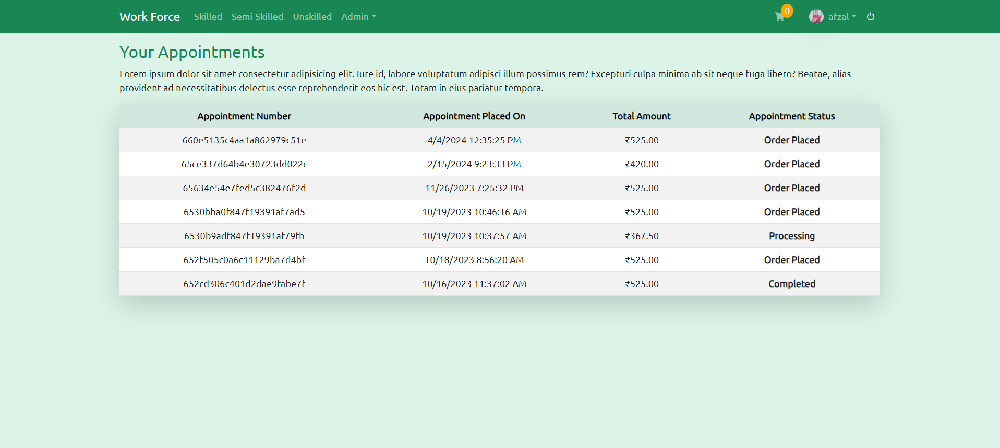 Work Force Skilled Semi-Skilled Unskilled Admin 0 afzal
Your Appointments
Lorem ipsum dolor sit amet consectetur adipisicing elit. Iure id, labore voluptatum adipisci illum possimus rem? Excepturi culpa minima ab sit neque fuga libero? Beatae, alias
provident ad necessitatibus delectus esse reprehenderit eos hic est. Totam in eius pariatur tempora.
Appointment Number Appointment Placed On Total Amount Appointment Status
660e5135c4aa1a862979c51e 4/4/2024 12:35:25 PM ₹525.00 Order Placed
65ce337d64b4e30723dd022c 2/15/2024 9:23:33 PM ₹420.00 Order Placed
65634e54e7fed5c382476f2d 11/26/2023 7:25:32 PM ₹525.00 Order Placed
6530bba0f847f19391af7ad5 10/19/2023 10:46:16 AM ₹525.00 Order Placed
6530b9adf847f19391af79fb 10/19/2023 10:37:57 AM ₹367.50 Processing
652f505c0a6c11129ba7d4bf 10/18/2023 8:56:20 AM ₹525.00 Order Placed
652cd306c401d2dae9fabe7f 10/16/2023 11:37:02 AM ₹525.00 Completed